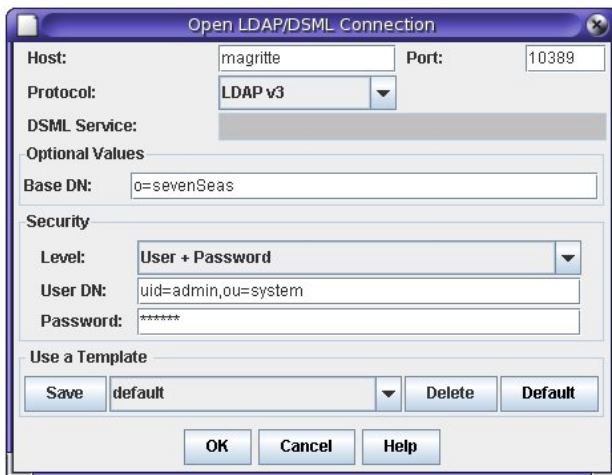 Open LDAP/DSML Connection
Host: magritte Port: 10389
Protocol: LDAP v3
DSML Service:
Optional Values
Base DN: o=sevenSeas
Security
Level: User + Password
User DN: uid=admin,ou=system
Password: ******
Use a Template
Save default Delete Default
OK Cancel Help